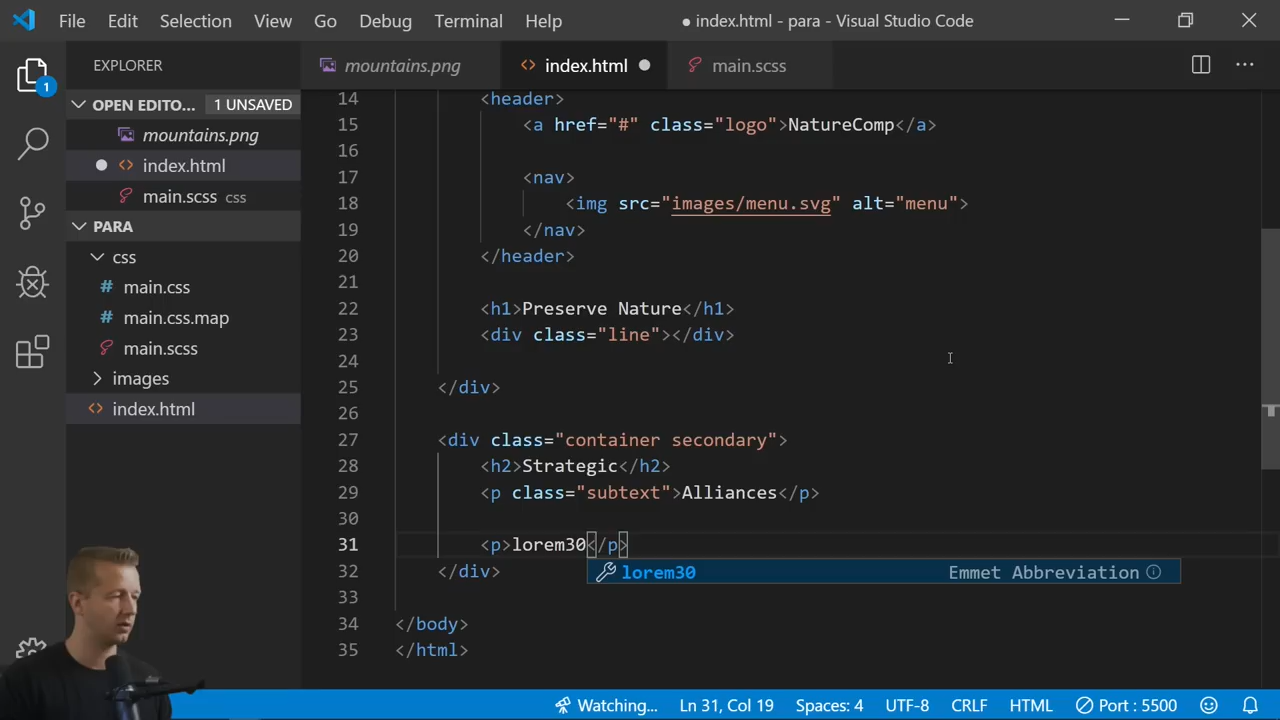 File Edit Selection View Go Debug Terminal Help
● index.html - para - Visual Studio Code
EXPLORER
mountains.png
index.html
main.scss
OPEN EDITO... 1 UNSAVED
mountains.png
index.html
main.scss css
PARA
css
main.css
main.css.map
main.scss
images
index.html
1
14 <header>
15 <a href="#" class="logo">NatureComp</a>
16
17 <nav>
18 <img src="images/menu.svg" alt="menu">
19 </nav>
20 </header>
21
22 <h1>Preserve Nature</h1>
23 <div class="line"></div>
24
25 </div>
26
27 <div class="container secondary">
28 <h2>Strategic</h2>
29 <p class="subtext">Alliances</p>
30
31 <p>lorem30</p>
32 </div>
lorem30 Emmet Abbreviation
33
34 </body>
35 </html>
Watching... Ln 31, Col 19 Spaces: 4 UTF-8 CRLF HTML Port : 5500